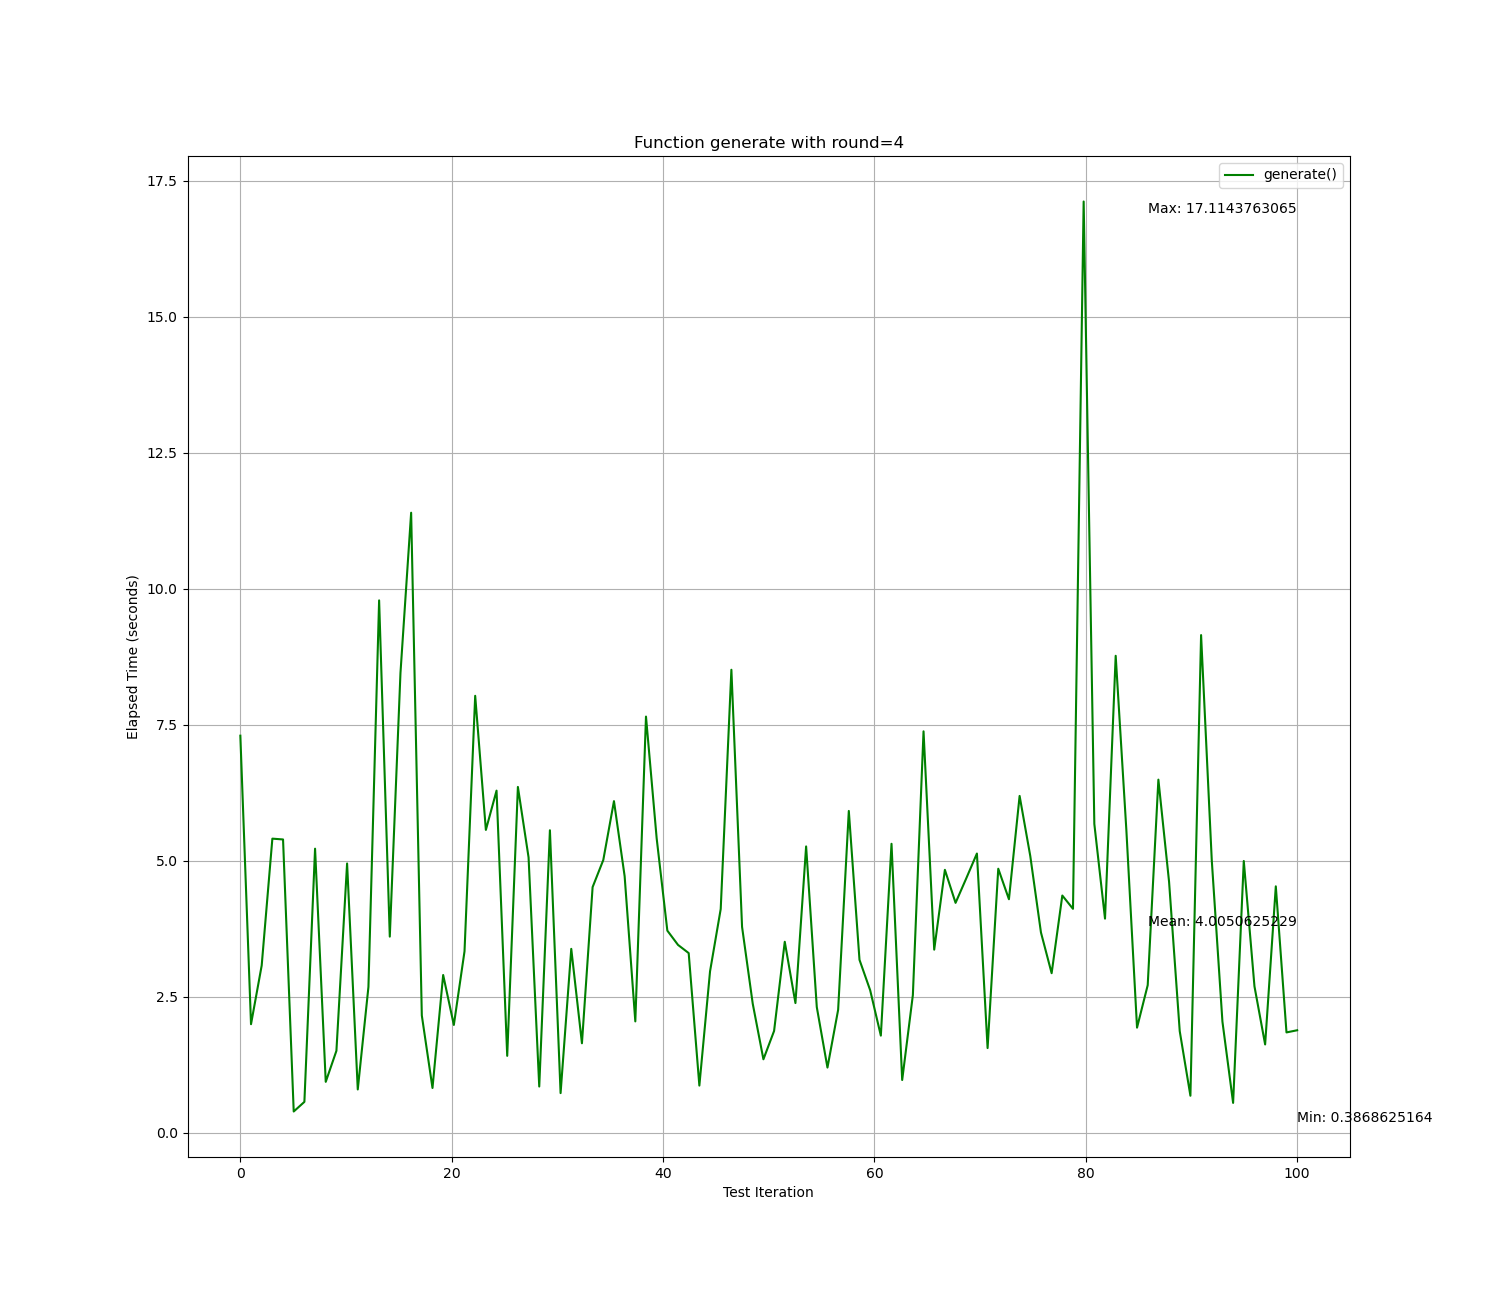 Function generate with round=4
generate()
Max: 17.1143763065
Mean: 4.0050625229
Min: 0.3868625164
17.5
15.0
12.5
10.0
7.5
5.0
2.5
0.0
Elapsed Time (seconds)
0 20 40 60 80 100
Test Iteration